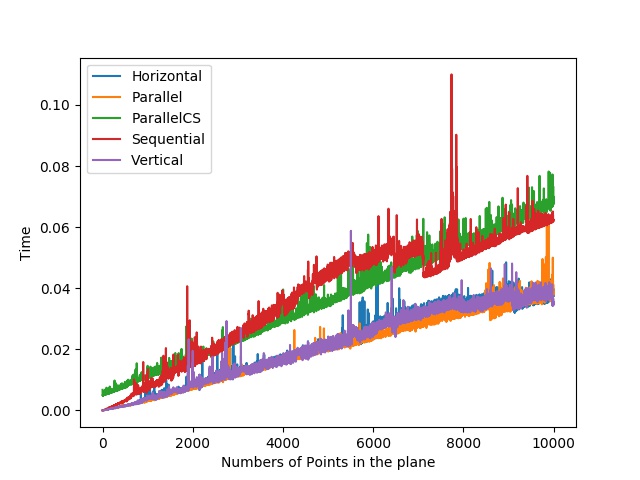 Horizontal
Parallel
ParallelCS
Sequential
Vertical
0.10
0.08
0.06
0.04
0.02
0.00
Time
0 2000 4000 6000 8000 10000
Numbers of Points in the plane